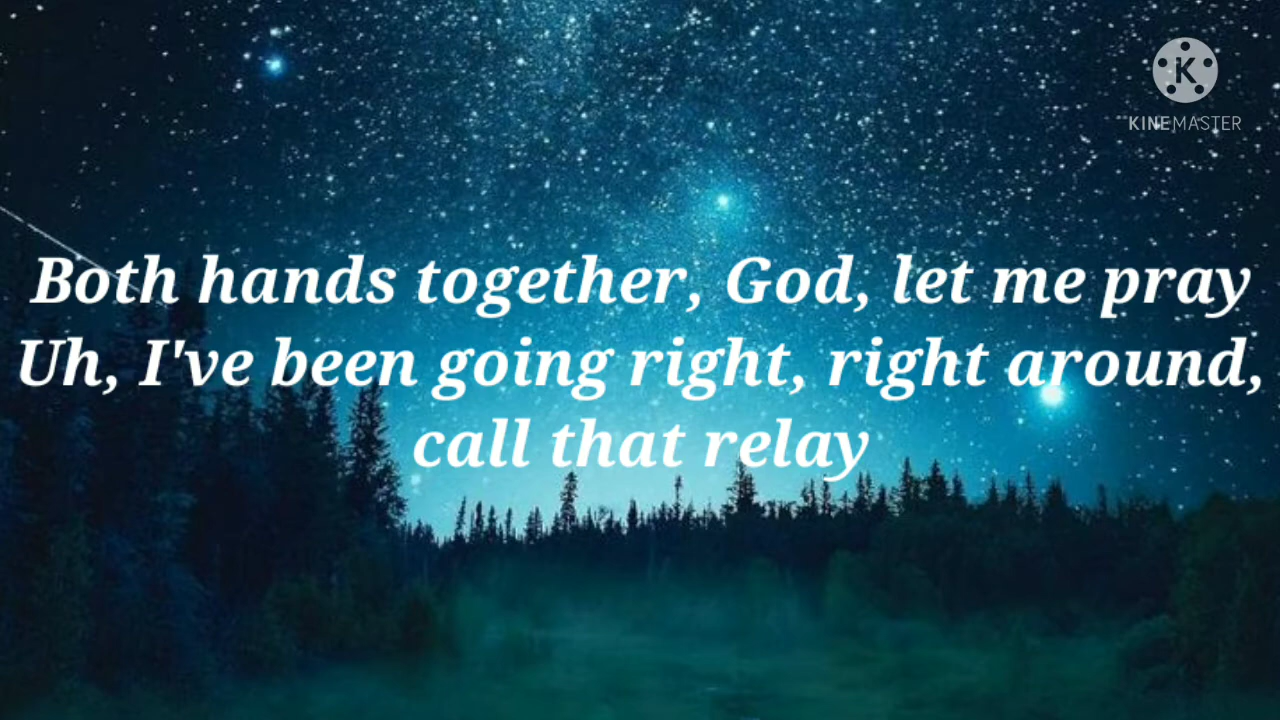 K
KINEMASTER
Both hands together, God, let me pray
Uh, I've been going right, right around,
call that relay